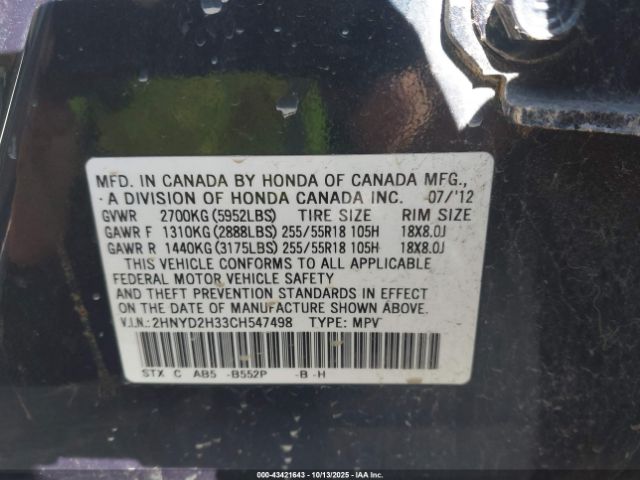 MFD. IN CANADA BY HONDA OF CANADA MFG.,
A DIVISION OF HONDA CANADA INC. 07/'12
GVWR 2700KG(5952LBS) TIRE SIZE RIM SIZE
GAWR F 1310KG(2888LBS) 255/55R18 105H 18X8.0J
GAWR R 1440KG(3175LBS) 255/55R18 105H 18X8.0J
THIS VEHICLE CONFORMS TO ALL APPLICABLE
FEDERAL MOTOR VEHICLE SAFETY
AND THEFT PREVENTION STANDARDS IN EFFECT
ON THE DATE OF MANUFACTURE SHOWN ABOVE.
V.I.N.:2HNYD2H33CH547498 TYPE: MPV
STX C AB5 -B552P -B -H
000-43421643 10/13/2025 IAAI.COM